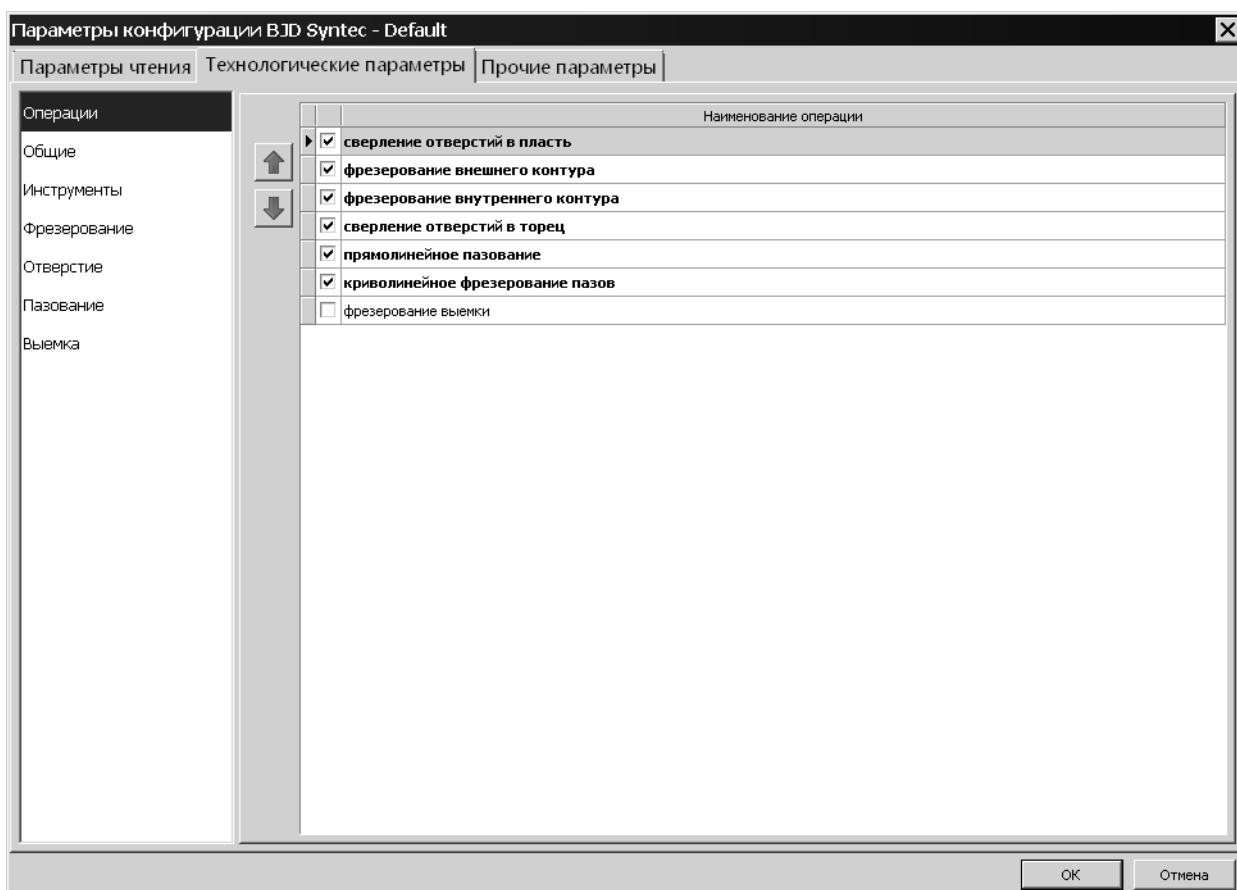 Параметры конфигурации BJD Syntec - Default
Параметры чтения Технологические параметры Прочие параметры
Операции
Общие
Инструменты
Фрезерование
Отверстие
Пазование
Выемка
Наименование операции
сверление отверстий в пласть
фрезерование внешнего контура
фрезерование внутреннего контура
сверление отверстий в торец
прямолинейное пазование
криволинейное фрезерование пазов
фрезерование выемки
OK Отмена